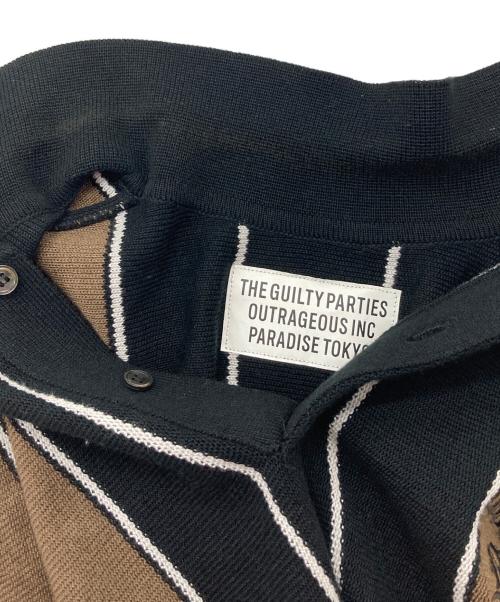 THE GUILTY PARTIES
OUTRAGEOUS INC
PARADISE TOKYO